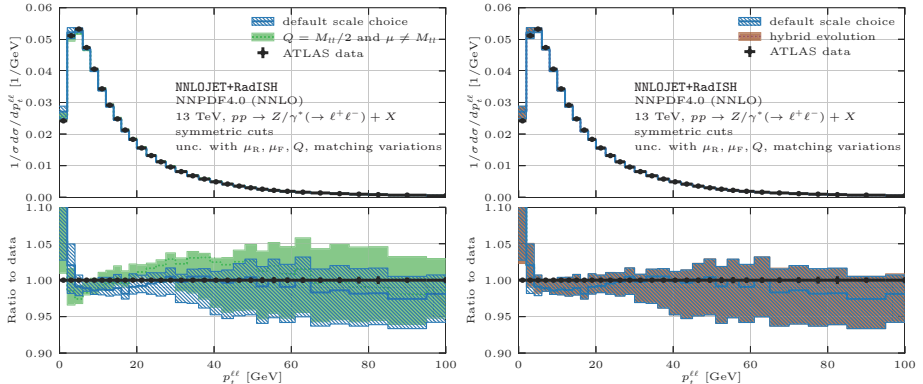 0.06
0.05
0.04
0.03
0.02
0.01
0.00
1/σ dσ/dp_t^{ℓℓ} [1/GeV]
default scale choice
Q = M_{ll}/2 and μ ≠ M_{ll}
ATLAS data
NNLOJET+RadISH
NNPDF4.0 (NNLO)
13 TeV, pp → Z/γ*(→ ℓ⁺ℓ⁻) + X
symmetric cuts
unc. with μ_R, μ_F, Q, matching variations
1.10
1.05
1.00
0.95
0.90
Ratio to data
0 20 40 60 80 100
p_t^{ℓℓ} [GeV]
0.06
0.05
0.04
0.03
0.02
0.01
0.00
1/σ dσ/dp_t^{ℓℓ} [1/GeV]
default scale choice
hybrid evolution
ATLAS data
NNLOJET+RadISH
NNPDF4.0 (NNLO)
13 TeV, pp → Z/γ*(→ ℓ⁺ℓ⁻) + X
symmetric cuts
unc. with μ_R, μ_F, Q, matching variations
1.10
1.05
1.00
0.95
0.90
Ratio to data
0 20 40 60 80 100
p_t^{ℓℓ} [GeV]